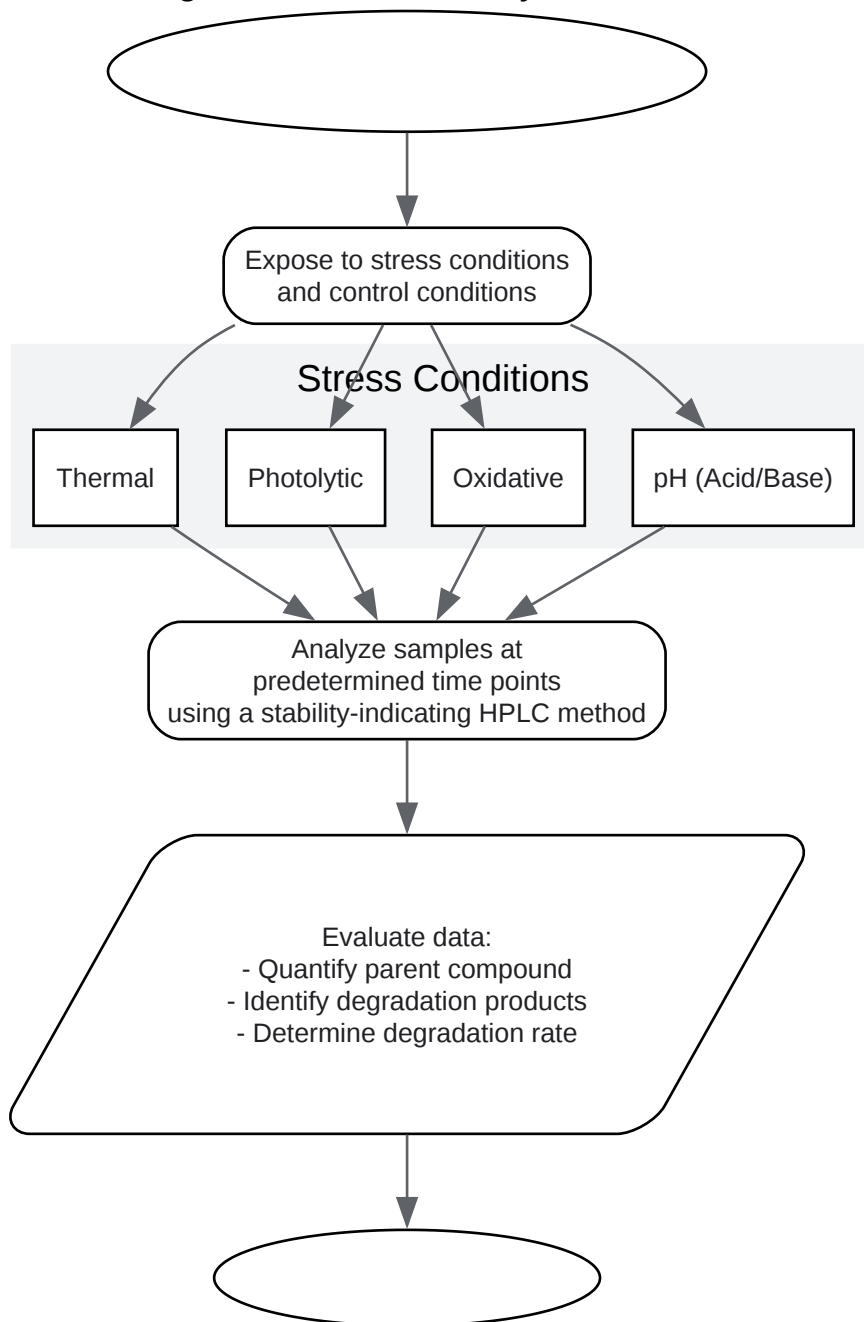 Expose to stress conditions
and control conditions
Stress Conditions
Thermal
Photolytic
Oxidative
pH (Acid/Base)
Analyze samples at
predetermined time points
using a stability-indicating HPLC method
Evaluate data:
- Quantify parent compound
- Identify degradation products
- Determine degradation rate